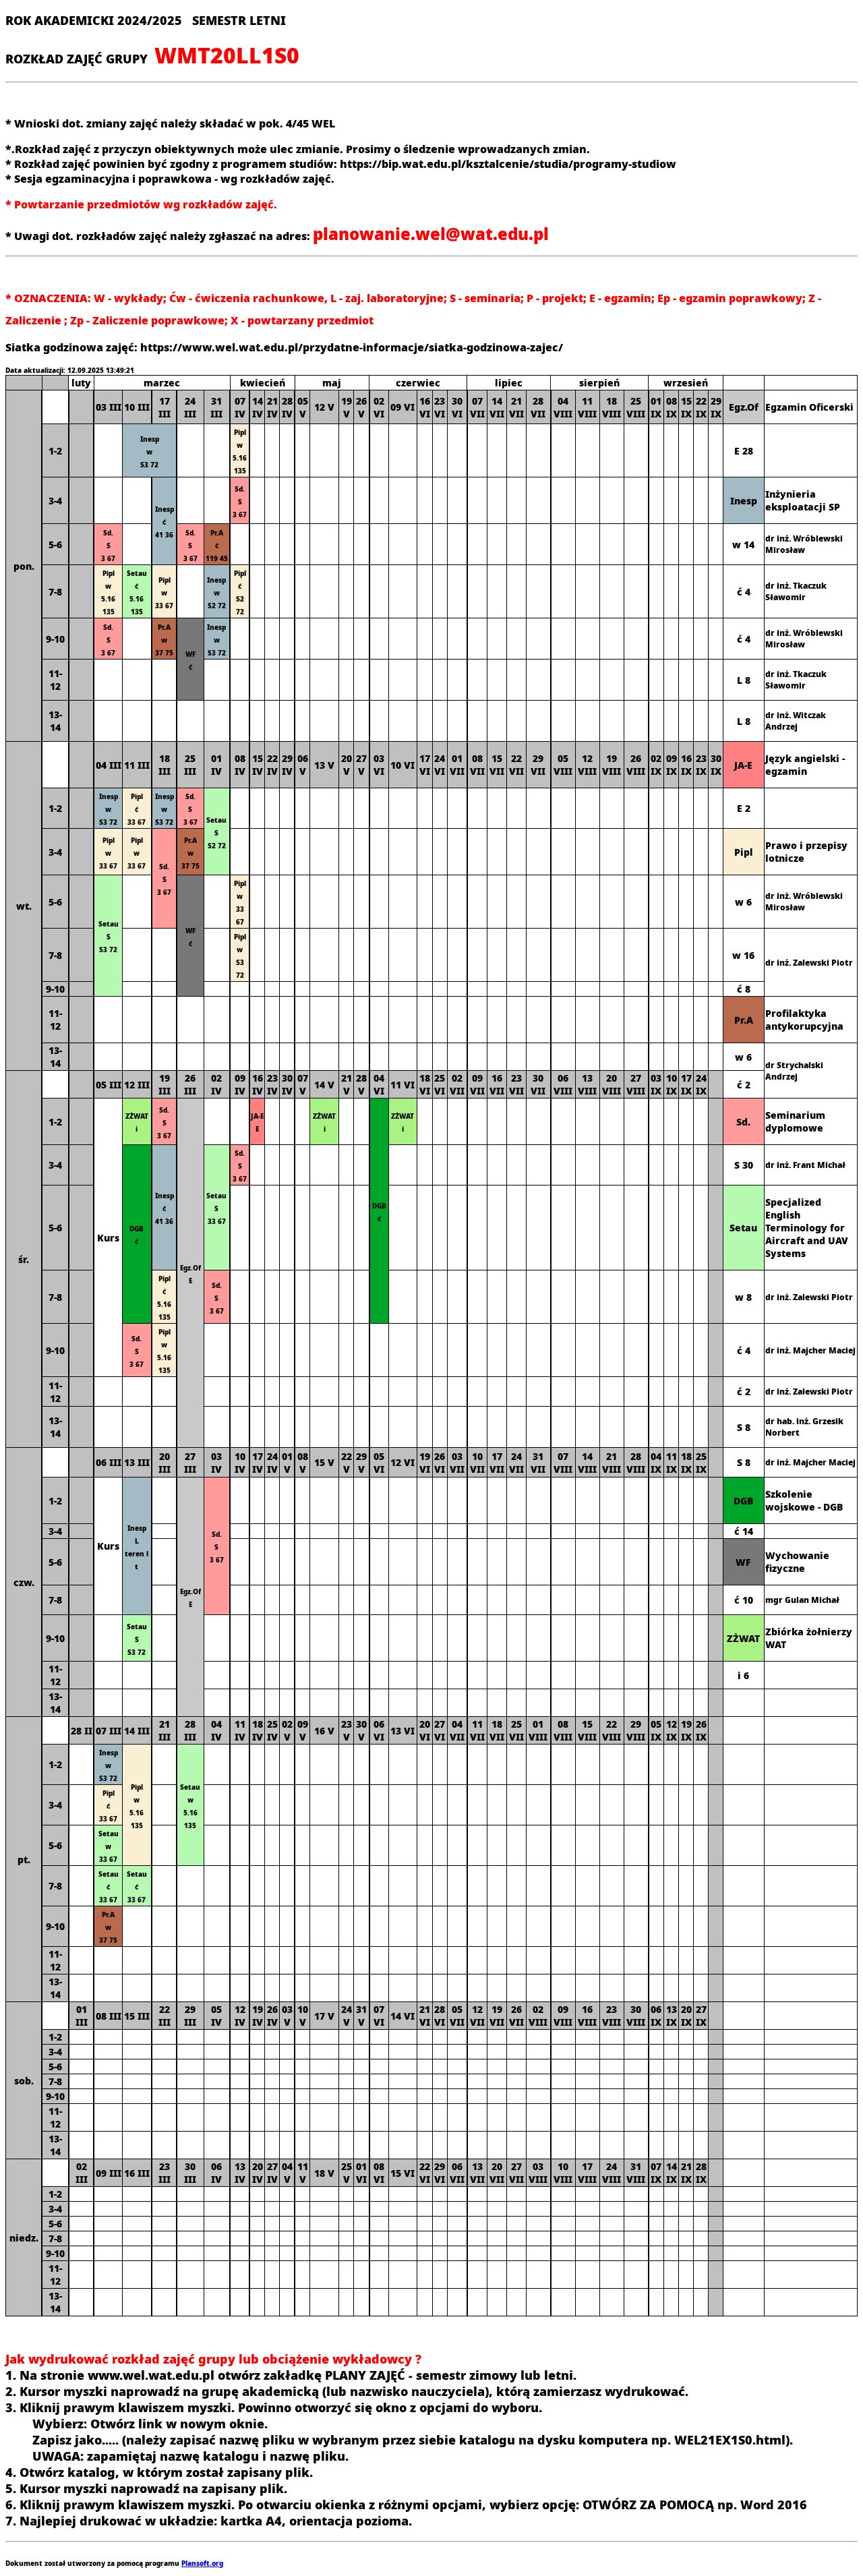 ROK AKADEMICKI 2024/2025 SEMESTR LETNI
ROZKŁAD ZAJĘĆ GRUPY WMT20LL1S0
* Wnioski dot. zmiany zajęć należy składać w pok. 4/45 WEL
*.Rozkład zajęć z przyczyn obiektywnych może ulec zmianie. Prosimy o śledzenie wprowadzanych zmian.
* Rozkład zajęć powinien być zgodny z programem studiów: https://bip.wat.edu.pl/ksztalcenie/studia/programy-studiow
* Sesja egzaminacyjna i poprawkowa - wg rozkładów zajęć.
* Powtarzanie przedmiotów wg rozkładów zajęć.
* Uwagi dot. rozkładów zajęć należy zgłaszać na adres: planowanie.wel@wat.edu.pl
* OZNACZENIA: W - wykłady; Ćw - ćwiczenia rachunkowe, L - zaj. laboratoryjne; S - seminaria; P - projekt; E - egzamin; Ep - egzamin poprawkowy; Z -
Zaliczenie ; Zp - Zaliczenie poprawkowe; X - powtarzany przedmiot
Siatka godzinowa zajęć: https://www.wel.wat.edu.pl/przydatne-informacje/siatka-godzinowa-zajec/
Data aktualizacji: 12.09.2025 13:49:21
luty marzec kwiecień maj czerwiec lipiec sierpień wrzesień
pon. 03 III 10 III 17 III 24 III 31 III 07 IV 14 IV 21 IV 28 IV 05 V 12 V 19 V 26 V 02 VI 09 VI 16 VI 23 VI 30 VI 07 VII 14 VII 21 VII 28 VII 04 VIII 11 VIII 18 VIII 25 VIII 01 IX 08 IX 15 IX 22 IX 29 IX Egz.Of Egzamin Oficerski
1-2 Inesp w S3 72 Pipl w 5.16 135 E 28
3-4 Inesp ć 41 36 Sd. S 3 67 Inesp Inżynieria eksploatacji SP
5-6 Sd. S 3 67 Sd. S 3 67 Pr.A ć 119 45 w 14 dr inż. Wróblewski Mirosław
7-8 Pipl w 5.16 135 Setau ć 5.16 135 Pipl w 33 67 Inesp w S2 72 Pipl ć S2 72 ć 4 dr inż. Tkaczuk Sławomir
9-10 Sd. S 3 67 Pr.A w 37 75 WF ć Inesp w S3 72 ć 4 dr inż. Wróblewski Mirosław
11-12 L 8 dr inż. Tkaczuk Sławomir
13-14 L 8 dr inż. Witczak Andrzej
wt. 04 III 11 III 18 III 25 III 01 IV 08 IV 15 IV 22 IV 29 IV 06 V 13 V 20 V 27 V 03 VI 10 VI 17 VI 24 VI 01 VII 08 VII 15 VII 22 VII 29 VII 05 VIII 12 VIII 19 VIII 26 VIII 02 IX 09 IX 16 IX 23 IX 30 IX JA-E Język angielski - egzamin
1-2 Inesp w S3 72 Pipl ć 33 67 Inesp w S3 72 Sd. S 3 67 Setau S S2 72 E 2
3-4 Pipl w 33 67 Pipl w 33 67 Sd. S 3 67 Pr.A w 37 75 Pipl Prawo i przepisy lotnicze
5-6 Setau S S3 72 WF ć Pipl w 33 67 w 6 dr inż. Wróblewski Mirosław
7-8 Pipl w S3 72 w 16 dr inż. Zalewski Piotr
9-10 ć 8
11-12 Pr.A Profilaktyka antykorupcyjna
13-14 w 6 dr Strychalski Andrzej
śr. 05 III 12 III 19 III 26 III 02 IV 09 IV 16 IV 23 IV 30 IV 07 V 14 V 21 V 28 V 04 VI 11 VI 18 VI 25 VI 02 VII 09 VII 16 VII 23 VII 30 VII 06 VIII 13 VIII 20 VIII 27 VIII 03 IX 10 IX 17 IX 24 IX ć 2
1-2 Kurs ZŻWAT i Sd. S 3 67 Egz.Of E JA-E E ZŻWAT i DGB ć ZŻWAT i Sd. Seminarium dyplomowe
3-4 DGB ć Inesp ć 41 36 Setau S 33 67 Sd. S 3 67 S 30 dr inż. Frant Michał
5-6 Setau Specjalized English Terminology for Aircraft and UAV Systems
7-8 Pipl ć 5.16 135 Sd. S 3 67 w 8 dr inż. Zalewski Piotr
9-10 Sd. S 3 67 Pipl w 5.16 135 ć 4 dr inż. Majcher Maciej
11-12 ć 2 dr inż. Zalewski Piotr
13-14 S 8 dr hab. inż. Grzesik Norbert
czw. 06 III 13 III 20 III 27 III 03 IV 10 IV 17 IV 24 IV 01 V 08 V 15 V 22 V 29 V 05 VI 12 VI 19 VI 26 VI 03 VII 10 VII 17 VII 24 VII 31 VII 07 VIII 14 VIII 21 VIII 28 VIII 04 IX 11 IX 18 IX 25 IX S 8 dr inż. Majcher Maciej
1-2 Kurs Inesp L teren l t Egz.Of E Sd. S 3 67 DGB Szkolenie wojskowe - DGB
3-4 ć 14
5-6 WF Wychowanie fizyczne
7-8 ć 10 mgr Gulan Michał
9-10 Setau S S3 72 ZŻWAT Zbiórka żołnierzy WAT
11-12 i 6
13-14
pt. 28 II 07 III 14 III 21 III 28 III 04 IV 11 IV 18 IV 25 IV 02 V 09 V 16 V 23 V 30 V 06 VI 13 VI 20 VI 27 VI 04 VII 11 VII 18 VII 25 VII 01 VIII 08 VIII 15 VIII 22 VIII 29 VIII 05 IX 12 IX 19 IX 26 IX
1-2 Inesp w S3 72 Pipl w 5.16 135 Setau w 5.16 135
3-4 Pipl ć 33 67
5-6 Setau w 33 67
7-8 Setau ć 33 67 Setau ć 33 67
9-10 Pr.A w 37 75
11-12
13-14
sob. 01 III 08 III 15 III 22 III 29 III 05 IV 12 IV 19 IV 26 IV 03 V 10 V 17 V 24 V 31 V 07 VI 14 VI 21 VI 28 VI 05 VII 12 VII 19 VII 26 VII 02 VIII 09 VIII 16 VIII 23 VIII 30 VIII 06 IX 13 IX 20 IX 27 IX
1-2
3-4
5-6
7-8
9-10
11-12
13-14
niedz. 02 III 09 III 16 III 23 III 30 III 06 IV 13 IV 20 IV 27 IV 04 V 11 V 18 V 25 V 01 VI 08 VI 15 VI 22 VI 29 VI 06 VII 13 VII 20 VII 27 VII 03 VIII 10 VIII 17 VIII 24 VIII 31 VIII 07 IX 14 IX 21 IX 28 IX
1-2
3-4
5-6
7-8
9-10
11-12
13-14
Jak wydrukować rozkład zajęć grupy lub obciążenie wykładowcy ?
1. Na stronie www.wel.wat.edu.pl otwórz zakładkę PLANY ZAJĘĆ - semestr zimowy lub letni.
2. Kursor myszki naprowadź na grupę akademicką (lub nazwisko nauczyciela), którą zamierzasz wydrukować.
3. Kliknij prawym klawiszem myszki. Powinno otworzyć się okno z opcjami do wyboru.
Wybierz: Otwórz link w nowym oknie.
Zapisz jako..... (należy zapisać nazwę pliku w wybranym przez siebie katalogu na dysku komputera np. WEL21EX1S0.html).
UWAGA: zapamiętaj nazwę katalogu i nazwę pliku.
4. Otwórz katalog, w którym został zapisany plik.
5. Kursor myszki naprowadź na zapisany plik.
6. Kliknij prawym klawiszem myszki. Po otwarciu okienka z różnymi opcjami, wybierz opcję: OTWÓRZ ZA POMOCĄ np. Word 2016
7. Najlepiej drukować w układzie: kartka A4, orientacja pozioma.
Dokument został utworzony za pomocą programu Plansoft.org